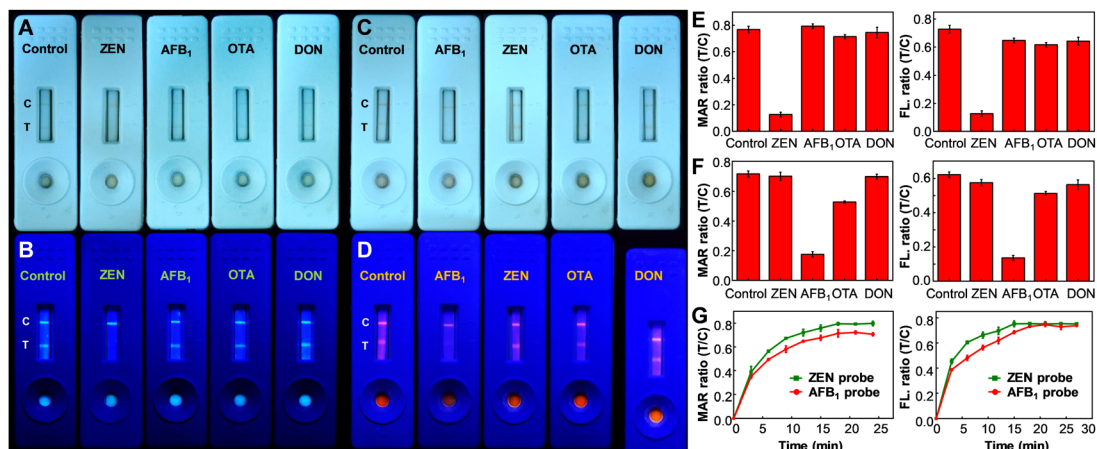 A
Control ZEN AFB1 OTA DON
C
T
B
Control ZEN AFB1 OTA DON
C
T
C
Control AFB1 ZEN OTA DON
D
Control AFB1 ZEN OTA DON
E
MAR ratio (T/C)
0.8
0.6
0.4
0.2
0.0
Control ZEN AFB1 OTA DON
FL. ratio (T/C)
0.8
0.6
0.4
0.2
0.0
Control ZEN AFB1 OTA DON
F
MAR ratio (T/C)
0.8
0.6
0.4
0.2
0.0
Control ZEN AFB1 OTA DON
FL. ratio (T/C)
0.6
0.4
0.2
0.0
Control ZEN AFB1 OTA DON
G
MAR ratio (T/C)
0.8
0.6
0.4
0.2
0.0
ZEN probe
AFB1 probe
0 5 10 15 20 25
Time (min)
FL. ratio (T/C)
0.8
0.6
0.4
0.2
0.0
ZEN probe
AFB1 probe
0 5 10 15 20 25 30
Time (min)